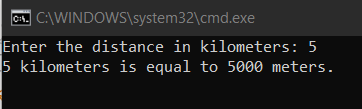 C:\WINDOWS\system32\cmd.exe
Enter the distance in kilometers: 5
5 kilometers is equal to 5000 meters.